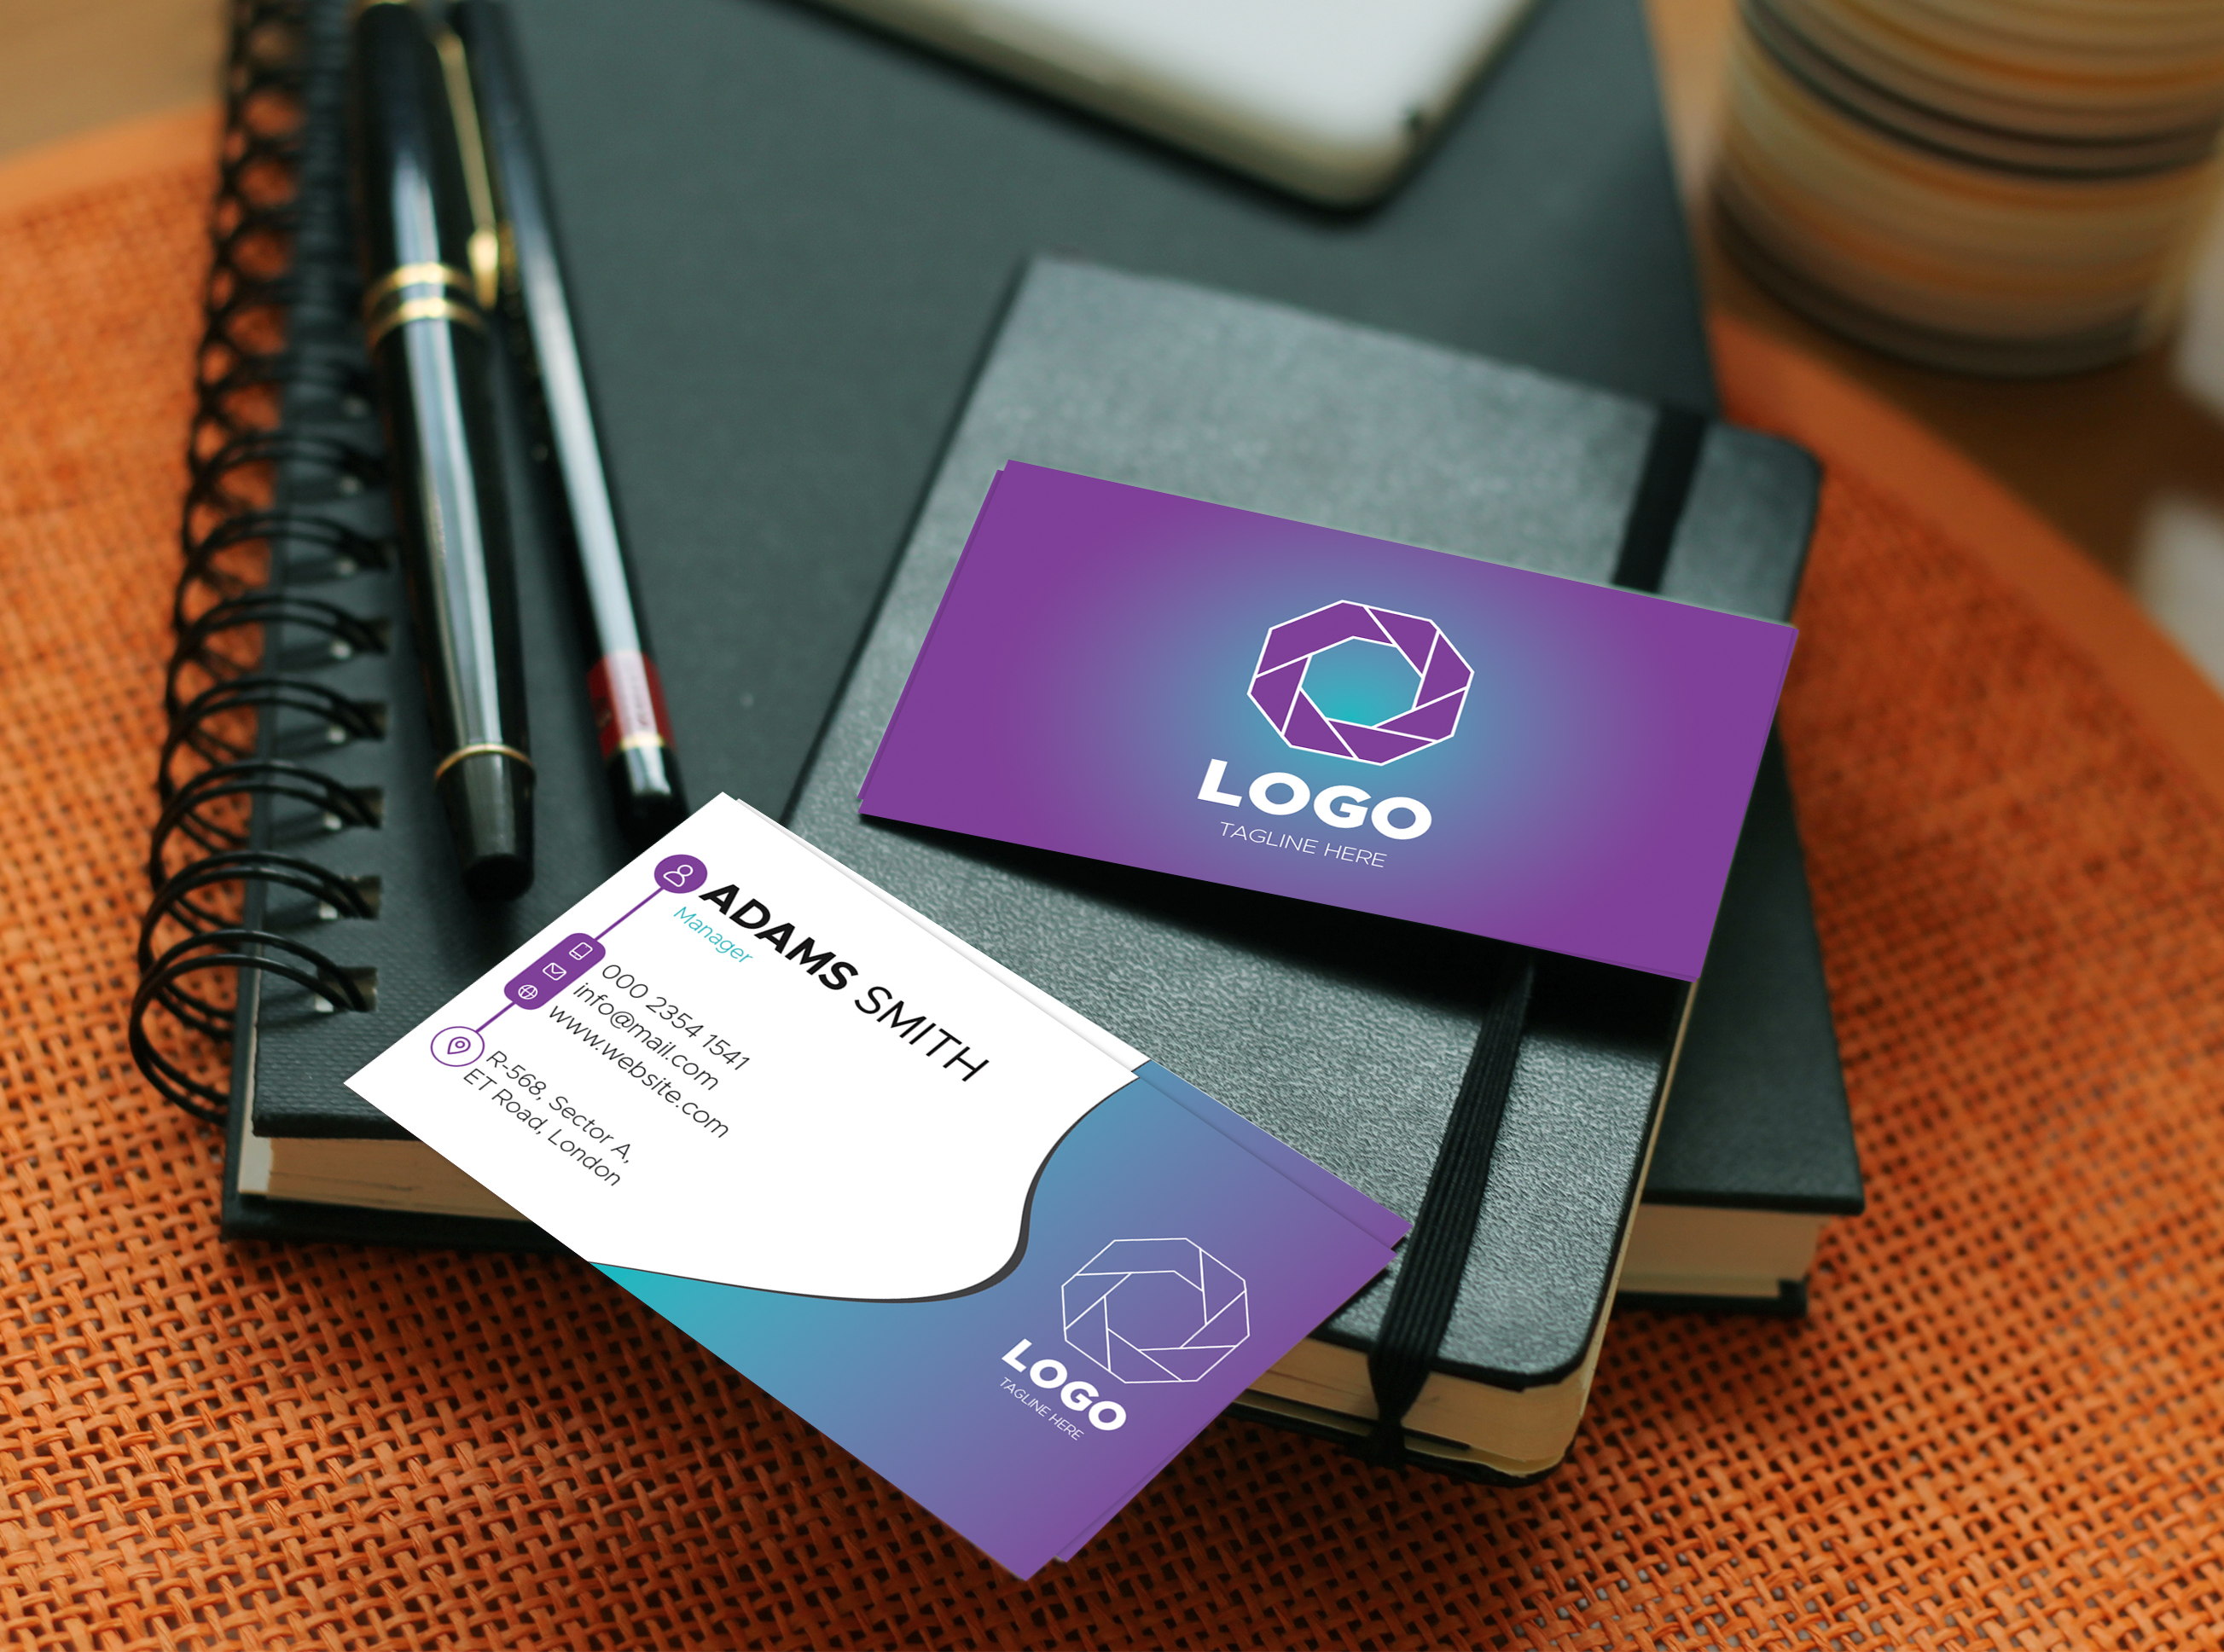 LOGO
TAGLINE HERE
ADAMS SMITH
Manager
000 2354 1541
info@mail.com
www.website.com
R-568, Sector A,
ET Road, London
LOGO
TAGLINE HERE